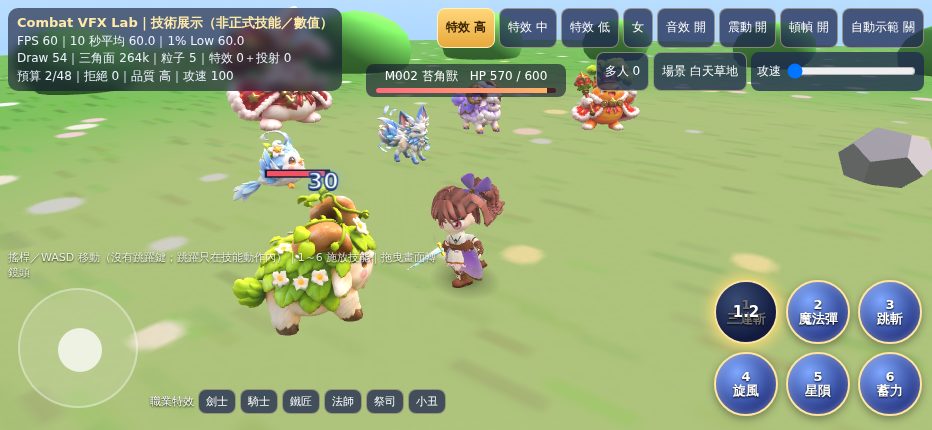 Combat VFX Lab｜技術展示（非正式技能／數值）
FPS 60｜10 秒平均 60.0｜1% Low 60.0
Draw 54｜三角面 264k｜粒子 5｜特效 0＋投射 0
預算 2/48｜拒絕 0｜品質 高｜攻速 100
特效 高
特效 中
特效 低
女
音效 開
震動 開
頓幀 開
自動示範 關
M002 苔角獸 HP 570 / 600
多人 0
場景 白天草地
攻速
30
搖桿／WASD 移動（沒有跳躍鍵；跳躍只在技能動作內）｜1~6 施放技能｜拖曳畫面轉
鏡頭
1
1.2
三連斬
2
魔法彈
3
跳斬
4
旋風
5
星隕
6
蓄力
職業特效
劍士
騎士
鐵匠
法師
祭司
小丑